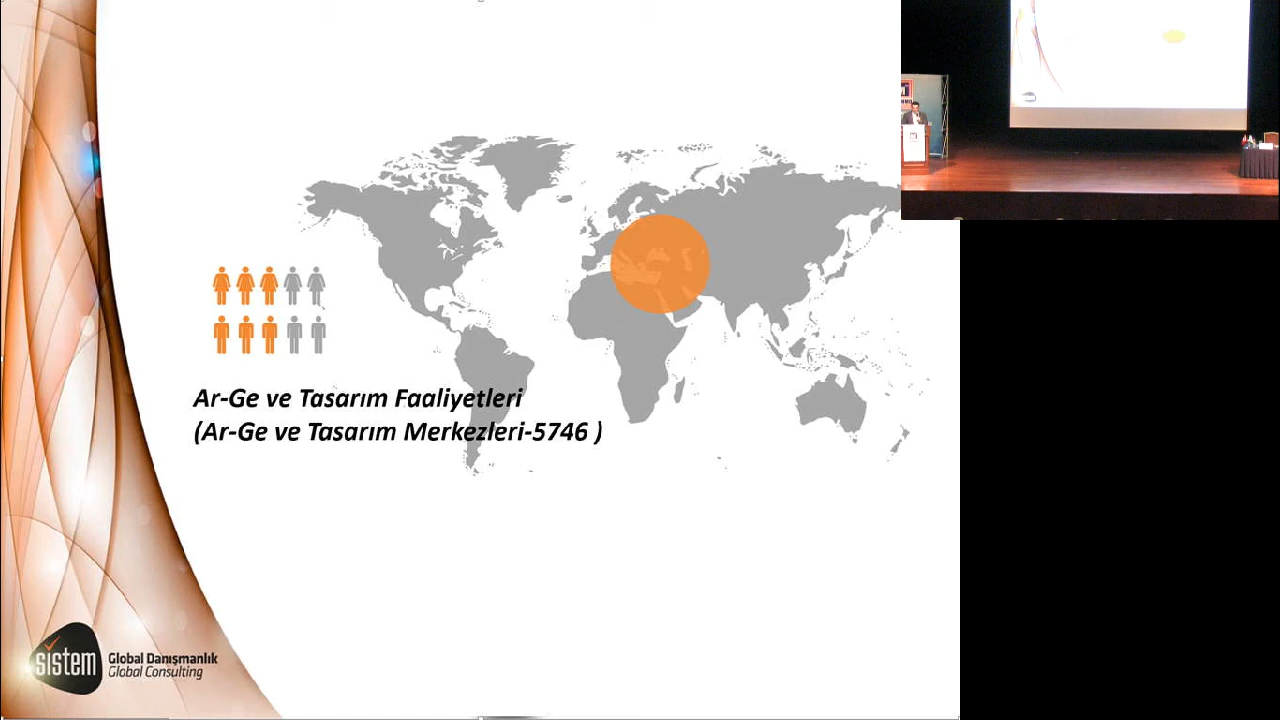 Ar-Ge ve Tasarım Faaliyetleri
(Ar-Ge ve Tasarım Merkezleri-5746 )
sistem
Global Danışmanlık
Global Consulting